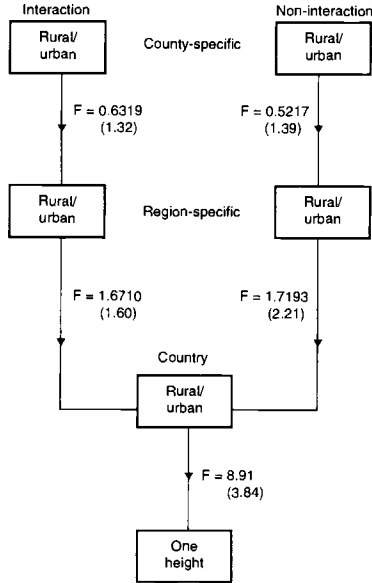 Interaction
Non-interaction
Rural/
urban
County-specific
Rural/
urban
F = 0.6319
(1.32)
F = 0.5217
(1.39)
Rural/
urban
Region-specific
Rural/
urban
F = 1.6710
(1.60)
F = 1.7193
(2.21)
Country
Rural/
urban
F = 8.91
(3.84)
One
height